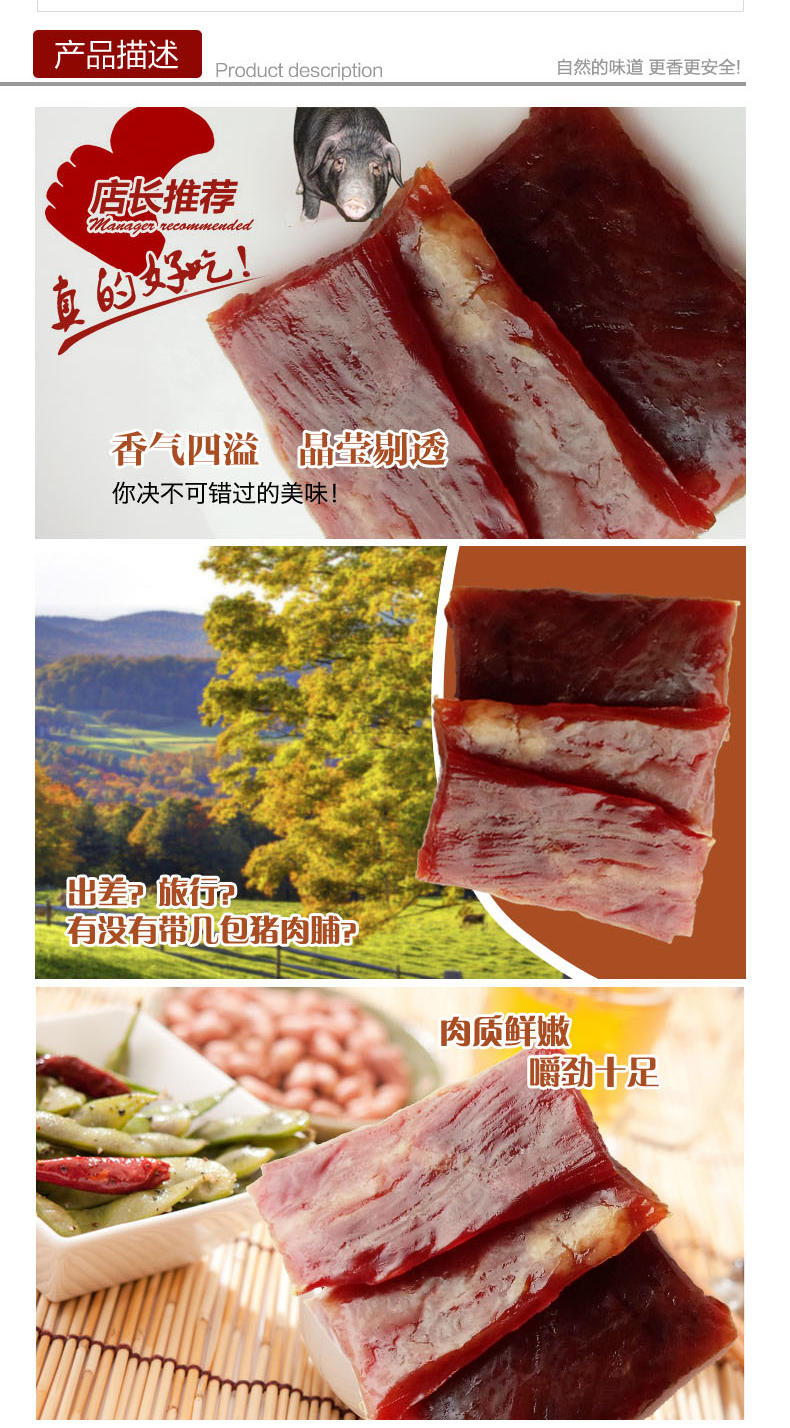 产品描述
Product description
自然的味道 更香更安全!
店长推荐
Manager recommended
真的好吃!
香气四溢 晶莹剔透
你决不可错过的美味!
出差? 旅行?
有没有带几包猪肉脯?
肉质鲜嫩
嚼劲十足